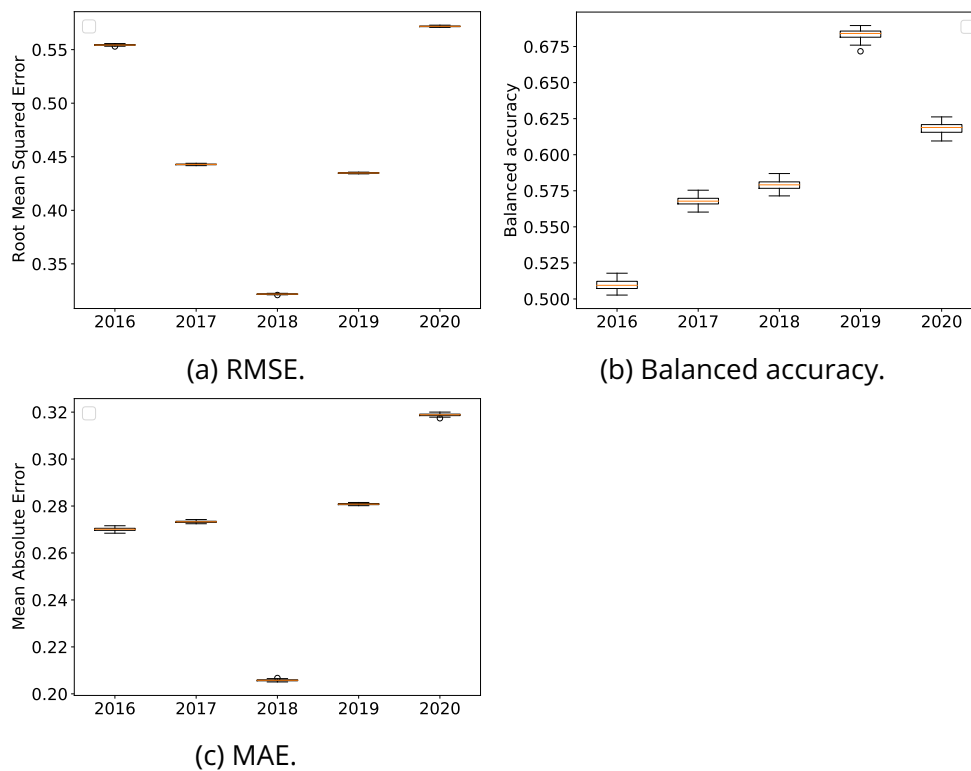 Root Mean Squared Error
0.55
0.50
0.45
0.40
0.35
2016 2017 2018 2019 2020
(a) RMSE.
Balanced accuracy
0.675
0.650
0.625
0.600
0.575
0.550
0.525
0.500
2016 2017 2018 2019 2020
(b) Balanced accuracy.
Mean Absolute Error
0.32
0.30
0.28
0.26
0.24
0.22
0.20
2016 2017 2018 2019 2020
(c) MAE.